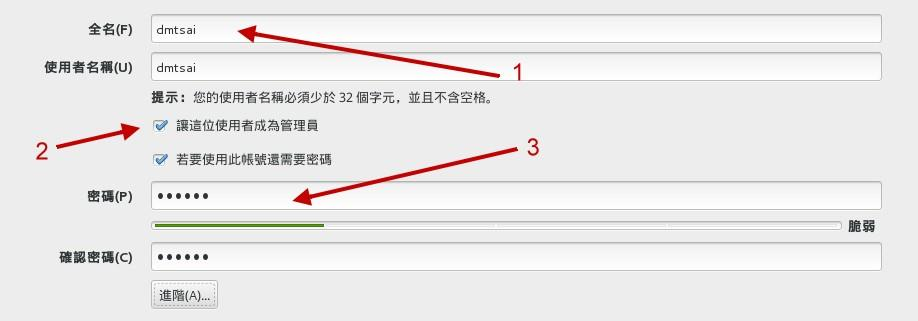 全名(F) dmtsai
1
使用者名稱(U) dmtsai
提示：您的使用者名稱必須少於 32 個字元，並且不含空格。
2 讓這位使用者成為管理員
3
若要使用此帳號還需要密碼
密碼(P) ••••••
脆弱
確認密碼(C) ••••••
進階(A)...